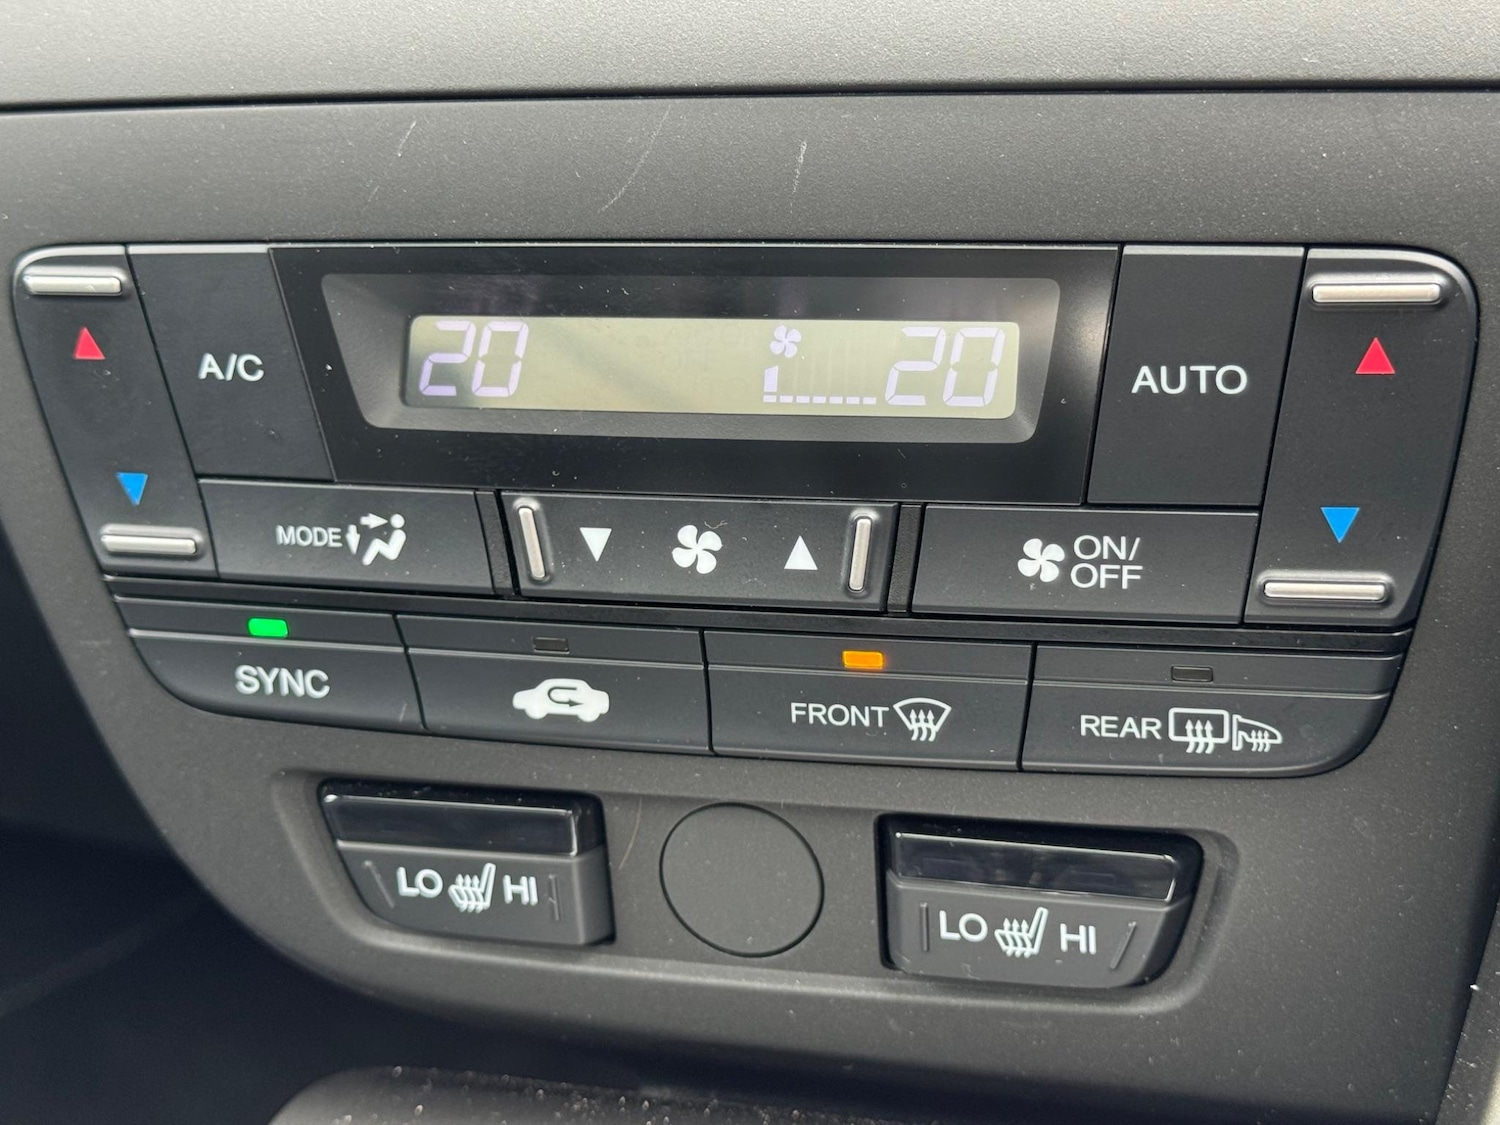 20 20
A/C
AUTO
MODE
ON/
OFF
SYNC
FRONT
REAR
LO HI
LO HI